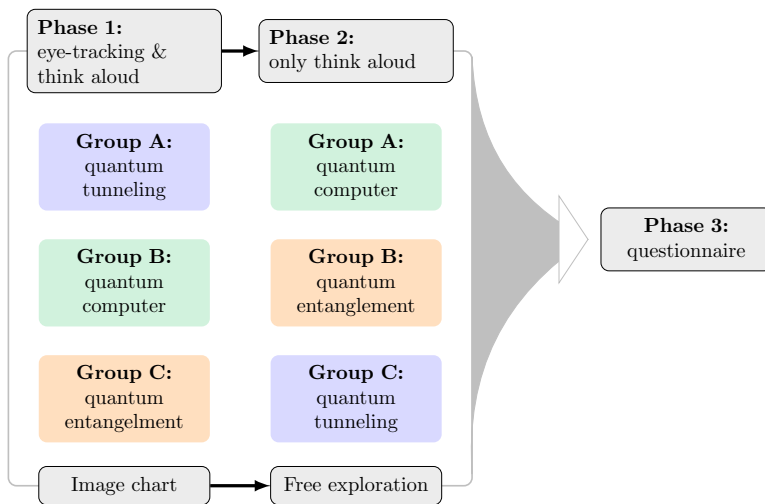 Phase 1:
eye-tracking &
think aloud
Phase 2:
only think aloud
Group A:
quantum
tunneling
Group A:
quantum
computer
Group B:
quantum
computer
Group B:
quantum
entanglement
Group C:
quantum
entangelment
Group C:
quantum
tunneling
Phase 3:
questionnaire
Image chart
Free exploration